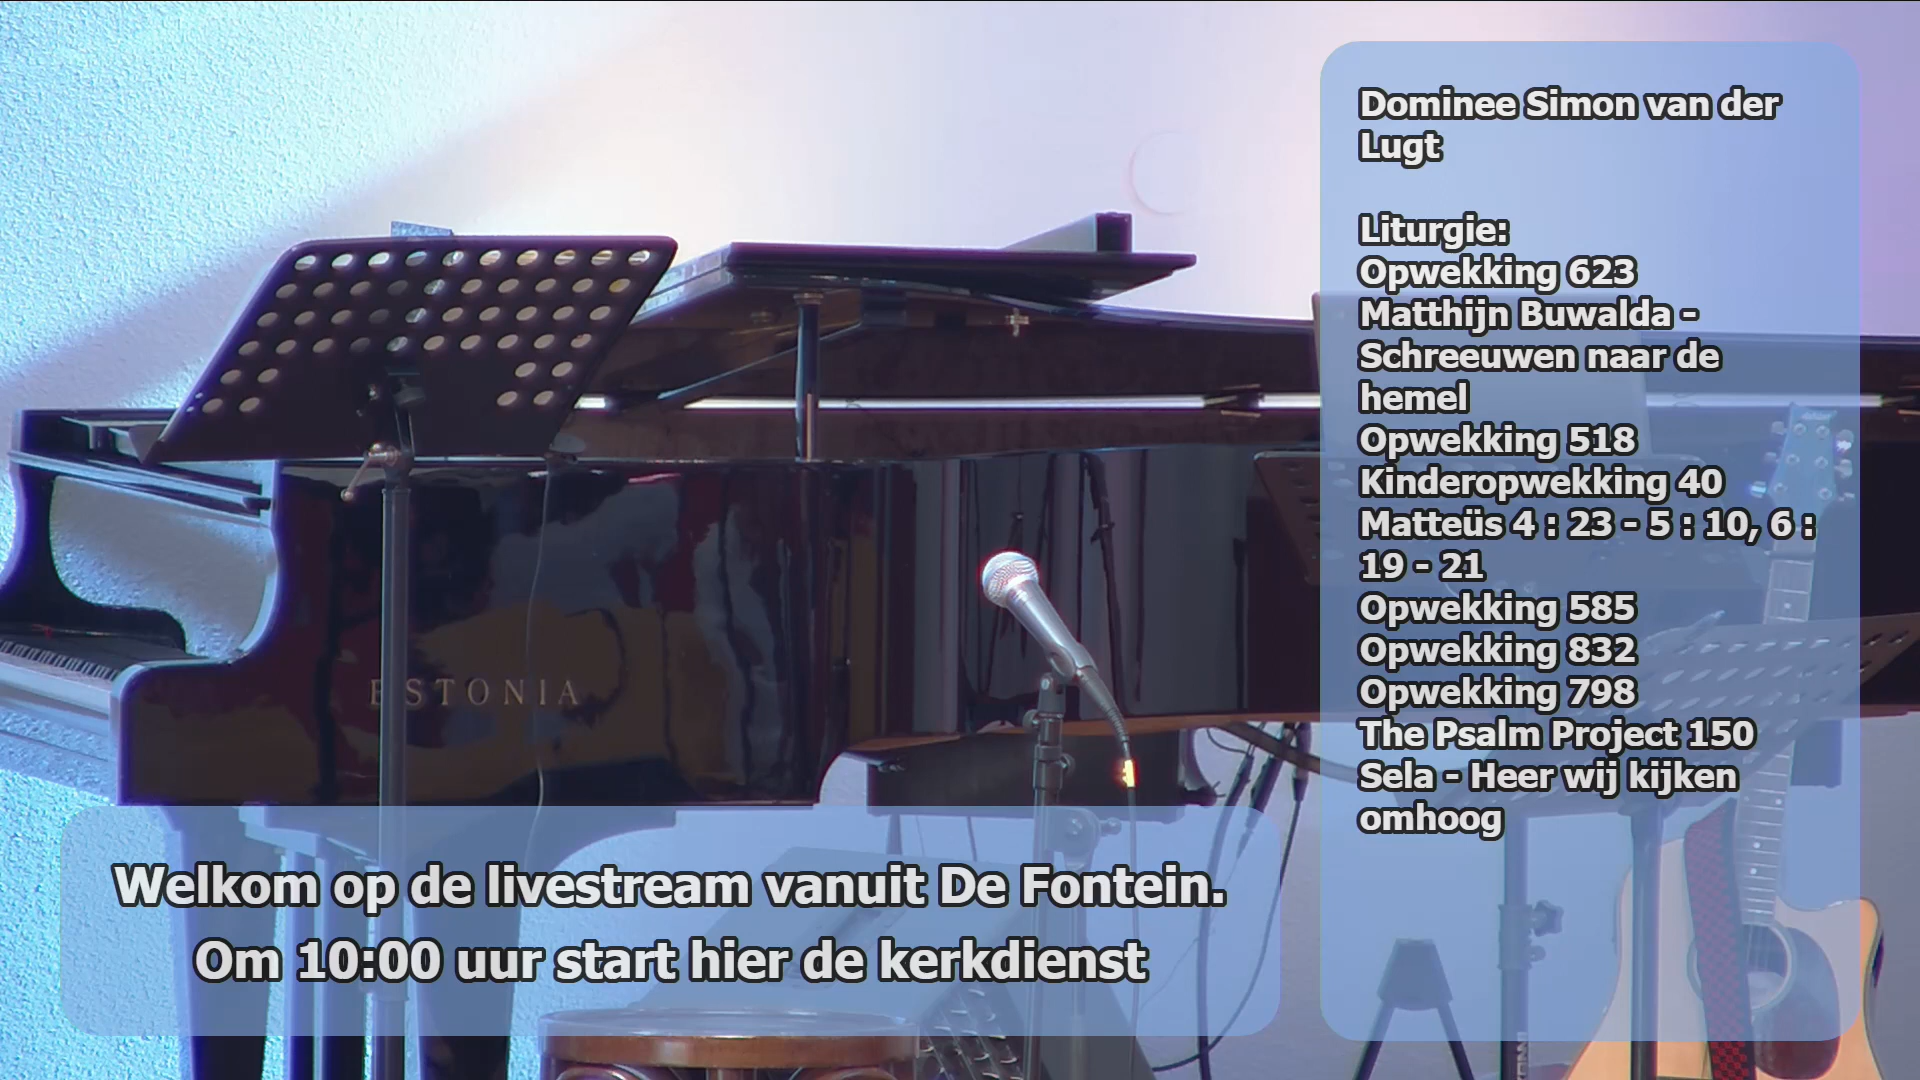 Dominee Simon van der
Lugt
Liturgie:
Opwekking 623
Matthijn Buwalda -
Schreeuwen naar de
hemel
Opwekking 518
Kinderopwekking 40
Matteüs 4 : 23 - 5 : 10, 6 :
19 - 21
Opwekking 585
Opwekking 832
Opwekking 798
The Psalm Project 150
Sela - Heer wij kijken
omhoog
ESTONIA
Welkom op de livestream vanuit De Fontein.
Om 10:00 uur start hier de kerkdienst